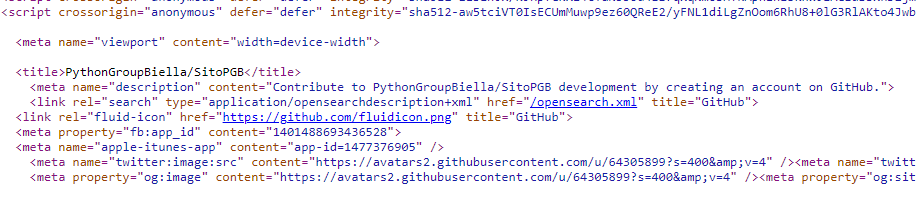 <script crossorigin="anonymous" defer="defer" integrity="sha512-aw5tciVT0IsECUmMuwp9ez60QReE2/yFNL1diLgZnOom6RhU8+0lG3RlAKto4Jwb
<meta name="viewport" content="width=device-width">
<title>PythonGroupBiella/SitoPGB</title>
<meta name="description" content="Contribute to PythonGroupBiella/SitoPGB development by creating an account on GitHub.">
<link rel="search" type="application/opensearchdescription+xml" href="/opensearch.xml" title="GitHub">
<link rel="fluid-icon" href="https://github.com/fluidicon.png" title="GitHub">
<meta property="fb:app_id" content="1401488693436528">
<meta name="apple-itunes-app" content="app-id=1477376905" />
<meta name="twitter:image:src" content="https://avatars2.githubusercontent.com/u/64305899?s=400&amp;v=4" /><meta name="twitt
<meta property="og:image" content="https://avatars2.githubusercontent.com/u/64305899?s=400&amp;v=4" /><meta property="og:sit